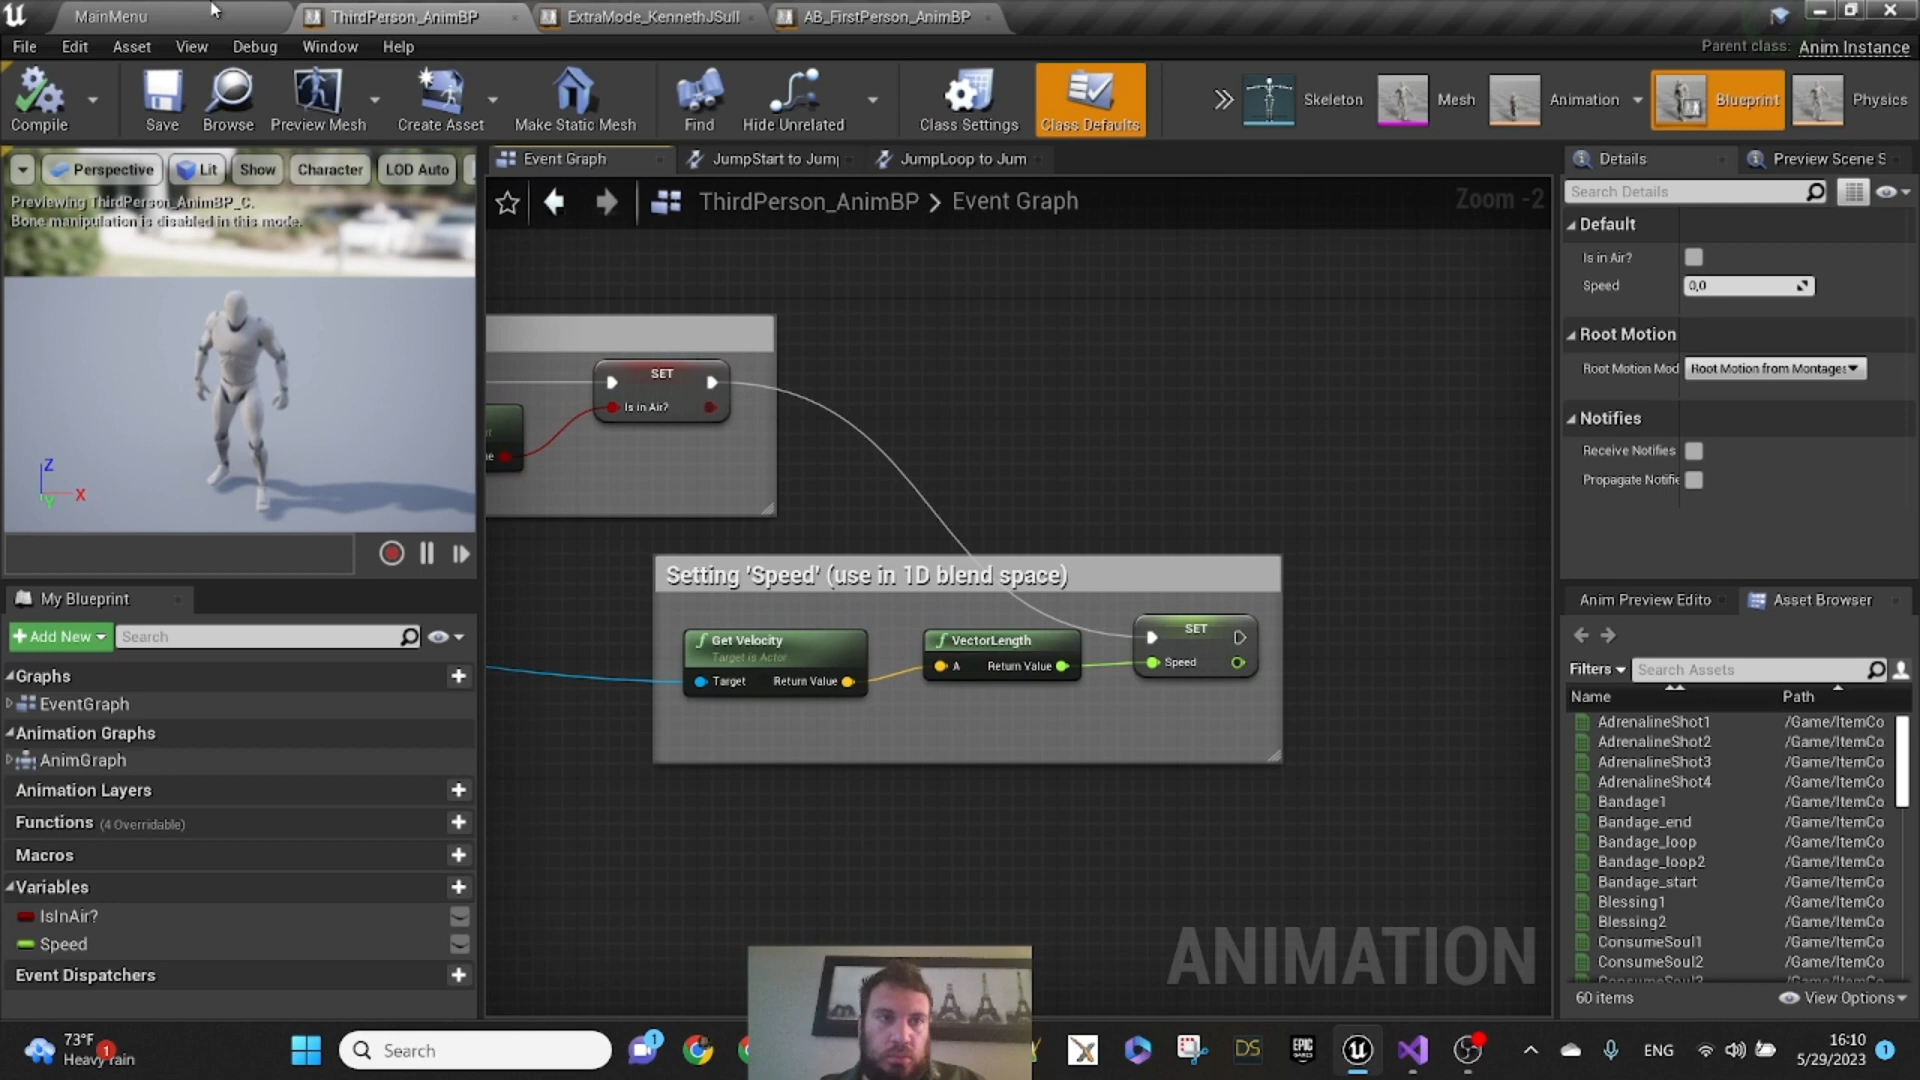 MainMenu
ThirdPerson_AnimBP
ExtraMode_KennethJSull
AB_FirstPerson_AnimBP
File Edit Asset View Debug Window Help
Parent class: Anim Instance
Compile
Save
Browse
Preview Mesh
Create Asset
Make Static Mesh
Find
Hide Unrelated
Class Settings
Class Defaults
Skeleton
Mesh
Animation
Blueprint
Physics
Perspective
Lit
Show
Character
LOD Auto
Previewing ThirdPerson_AnimBP_C.
Bone manipulation is disabled in this mode.
Z
X
Y
Event Graph
JumpStart to Jum
JumpLoop to Jum
ThirdPerson_AnimBP > Event Graph
Zoom -2
SET
Is in Air?
Setting 'Speed' (use in 1D blend space)
f Get Velocity
Target is Actor
Target Return Value
f VectorLength
A Return Value
SET
Speed
ANIMATION
My Blueprint
+ Add New
Search
Graphs
EventGraph
Animation Graphs
AnimGraph
Animation Layers
Functions (4 Overridable)
Macros
Variables
IsInAir?
Speed
Event Dispatchers
Details
Preview Scene S
Search Details
Default
Is in Air?
Speed 0,0
Root Motion
Root Motion Mod Root Motion from Montages
Notifies
Receive Notifies
Propagate Notifie
Anim Preview Edito
Asset Browser
Filters
Search Assets
Name Path
AdrenalineShot1 /Game/ItemCo
AdrenalineShot2 /Game/ItemCo
AdrenalineShot3 /Game/ItemCo
AdrenalineShot4 /Game/ItemCo
Bandage1 /Game/ItemCo
Bandage_end /Game/ItemCo
Bandage_loop /Game/ItemCo
Bandage_loop2 /Game/ItemCo
Bandage_start /Game/ItemCo
Blessing1 /Game/ItemCo
Blessing2 /Game/ItemCo
ConsumeSoul1 /Game/ItemCo
ConsumeSoul2 /Game/ItemCo
60 items
View Options
73°F
Heavy rain
1
Search
1
DS
EPIC
GAMES
ENG
16:10
5/29/2023
1